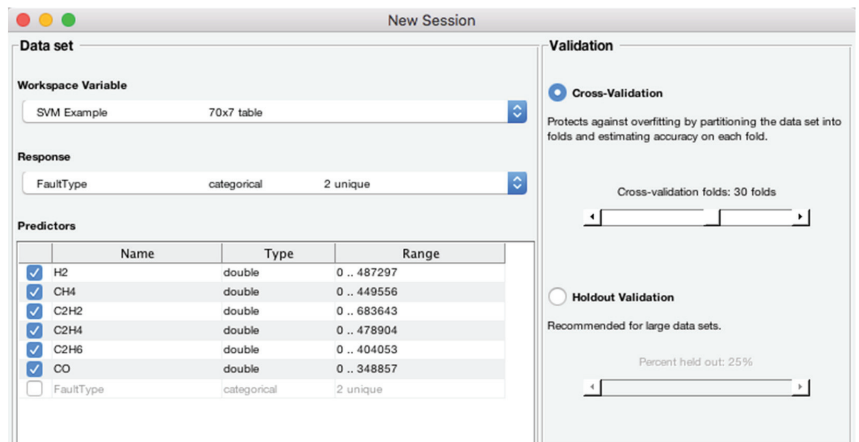 New Session
Data set
Workspace Variable
SVM Example 70x7 table
Response
FaultType categorical 2 unique
Predictors
Name Type Range
H2 double 0 .. 487297
CH4 double 0 .. 449556
C2H2 double 0 .. 683643
C2H4 double 0 .. 478904
C2H6 double 0 .. 404053
CO double 0 .. 348857
FaultType categorical 2 unique
Validation
Cross-Validation
Protects against overfitting by partitioning the data set into
folds and estimating accuracy on each fold.
Cross-validation folds: 30 folds
Holdout Validation
Recommended for large data sets.
Percent held out: 25%